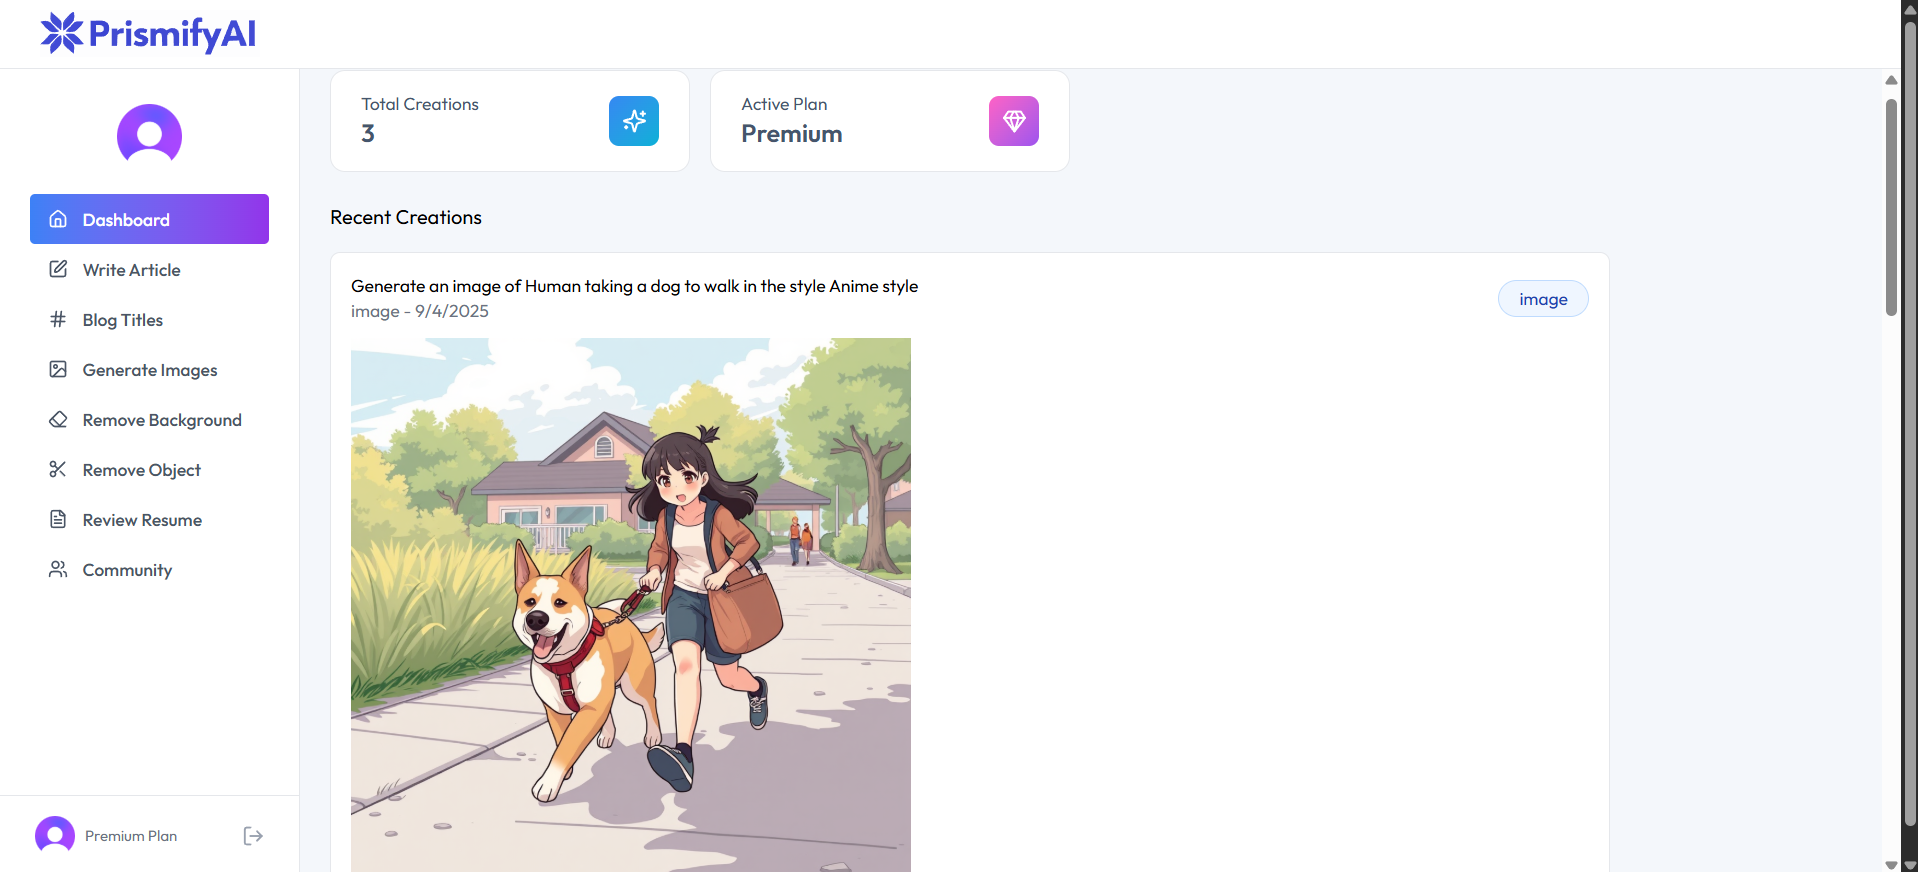 PrismifyAI
Total Creations
3
Active Plan
Premium
Dashboard
Write Article
Blog Titles
Generate Images
Remove Background
Remove Object
Review Resume
Community
Premium Plan
Recent Creations
Generate an image of Human taking a dog to walk in the style Anime style
image - 9/4/2025
image